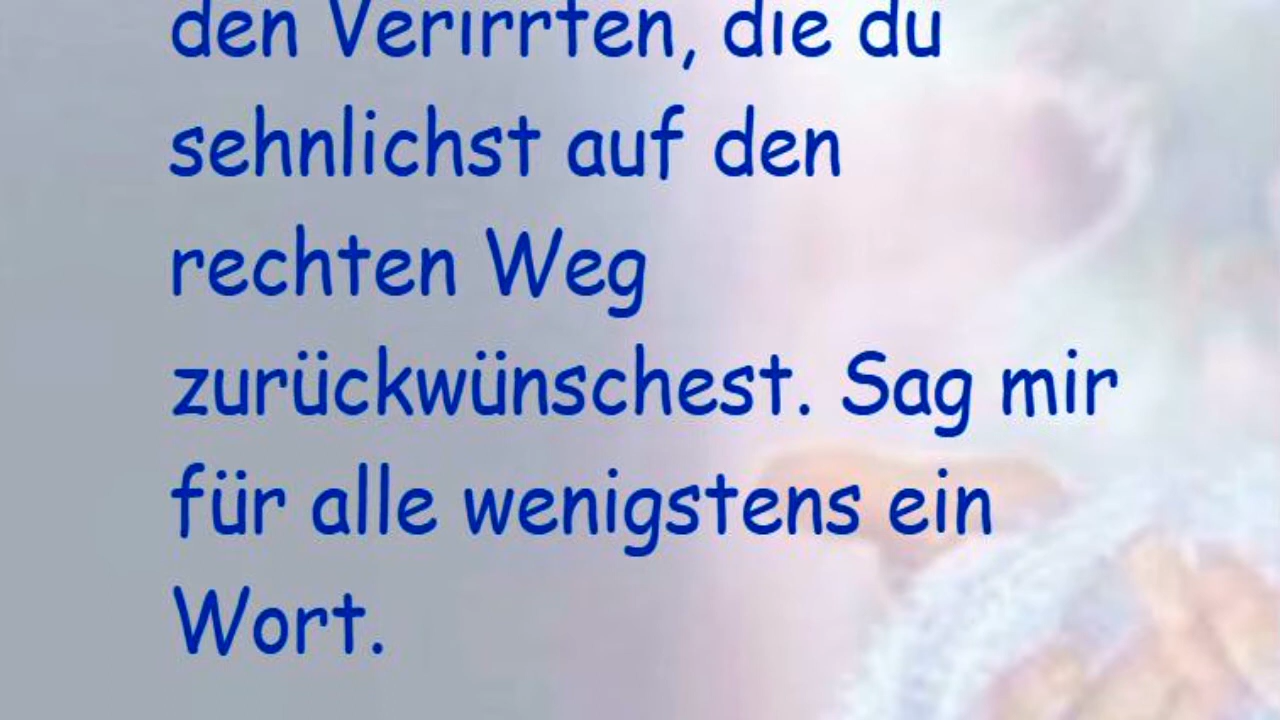 den Verirrten, die du
sehnlichst auf den
rechten Weg
zurückwünschest. Sag mir
für alle wenigstens ein
Wort.